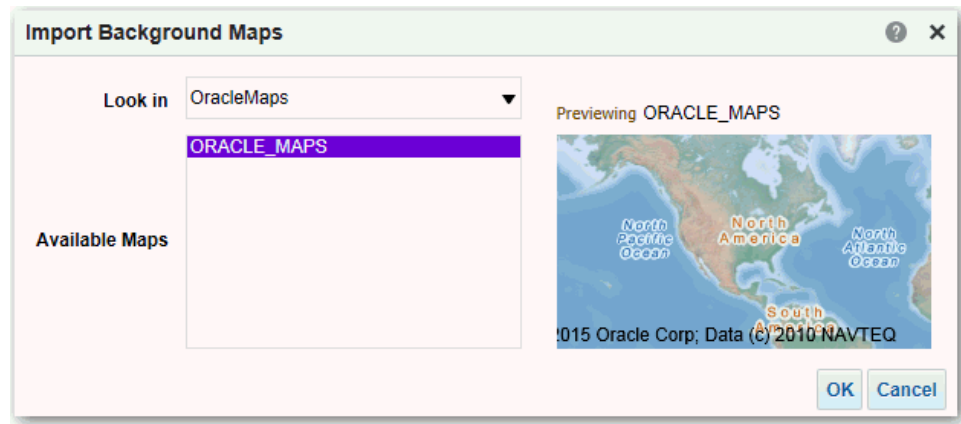 Import Background Maps
Look in
OracleMaps
Previewing ORACLE_MAPS
ORACLE_MAPS
Available Maps
North
Pacific
Ocean
North
America
North
Atlantic
Ocean
South
America
2015 Oracle Corp; Data (c) 2010 NAVTEQ
OK
Cancel